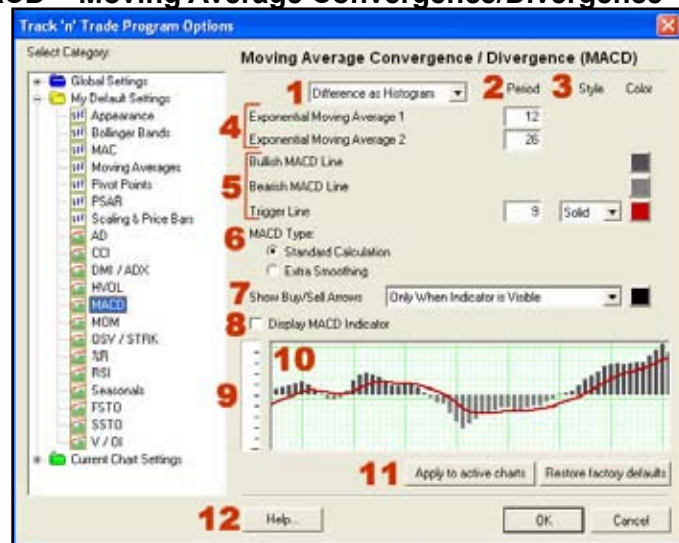 MACD – Moving Average Convergence/Divergence
Track 'n' Trade Program Options
Select Category:
Global Settings
My Default Settings
Appearance
Bollinger Bands
MAC
Moving Averages
Pivot Points
PSAR
Scaling & Price Bars
AD
CCI
DMI / ADX
HVOL
MACD
MOM
OSV / STRK
%R
RSI
Seasonals
FSTO
SSTO
V / OI
Current Chart Settings
Moving Average Convergence / Divergence (MACD)
1 Difference as Histogram 2 Period 3 Style Color
4 Exponential Moving Average 1 12
Exponential Moving Average 2 26
5 Bullish MACD Line
Bearish MACD Line
Trigger Line 9 Solid
6 MACD Type:
Standard Calculation
Extra Smoothing
7 Show Buy/Sell Arrows Only When Indicator is Visible
8 Display MACD Indicator
9 10
11 Apply to active charts Restore factory defaults
12 Help... OK Cancel